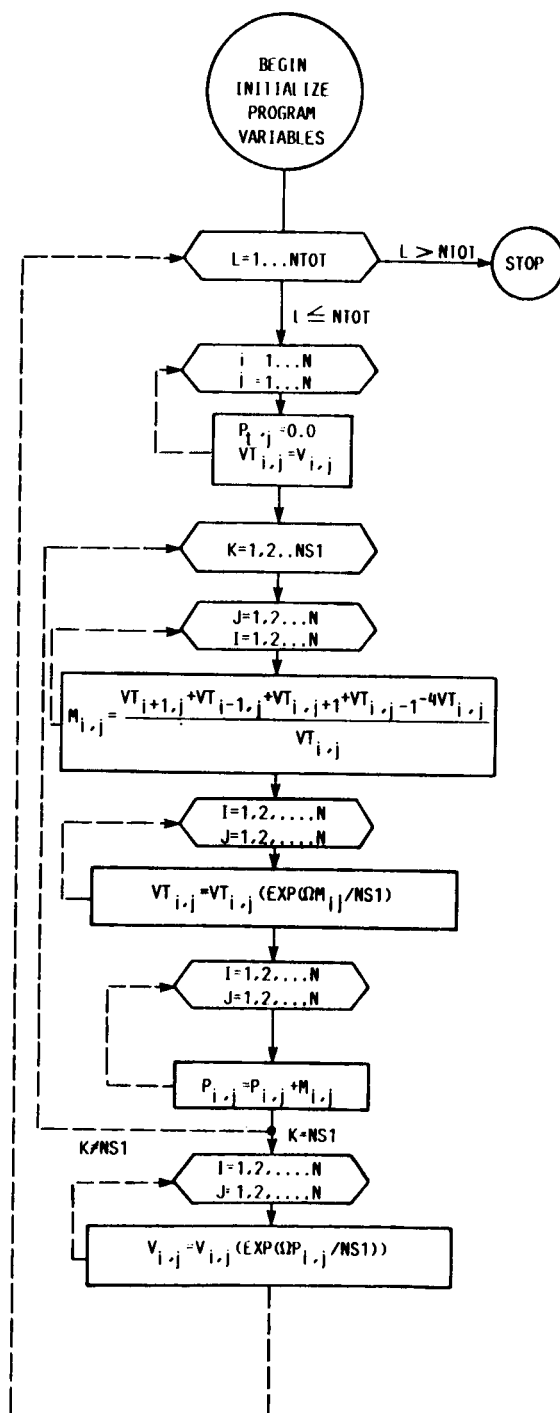 BEGIN
INITIALIZE
PROGRAM
VARIABLES
L=1...NTOT
L > NTOT
STOP
L ≦ NTOT
i 1...N
j =1...N
P_t,j =0.0
VT_i,j =V_i,j
K=1,2..NS1
J=1,2...N
I=1,2...N
M_i,j = (VT_i+1,j +VT_i-1,j +VT_i,j+1 +VT_i,j-1 -4VT_i,j) / VT_i,j
I=1,2,....,N
J=1,2,....,N
VT_i,j =VT_i,j (EXP(ΩM_ij /NS1)
I=1,2,...,N
J=1,2,...,N
P_i,j =P_i,j +M_i,j
K≠NS1
K=NS1
I=1,2,...,N
J=1,2,...,N
V_i,j =V_i,j (EXP(ΩP_i,j /NS1))